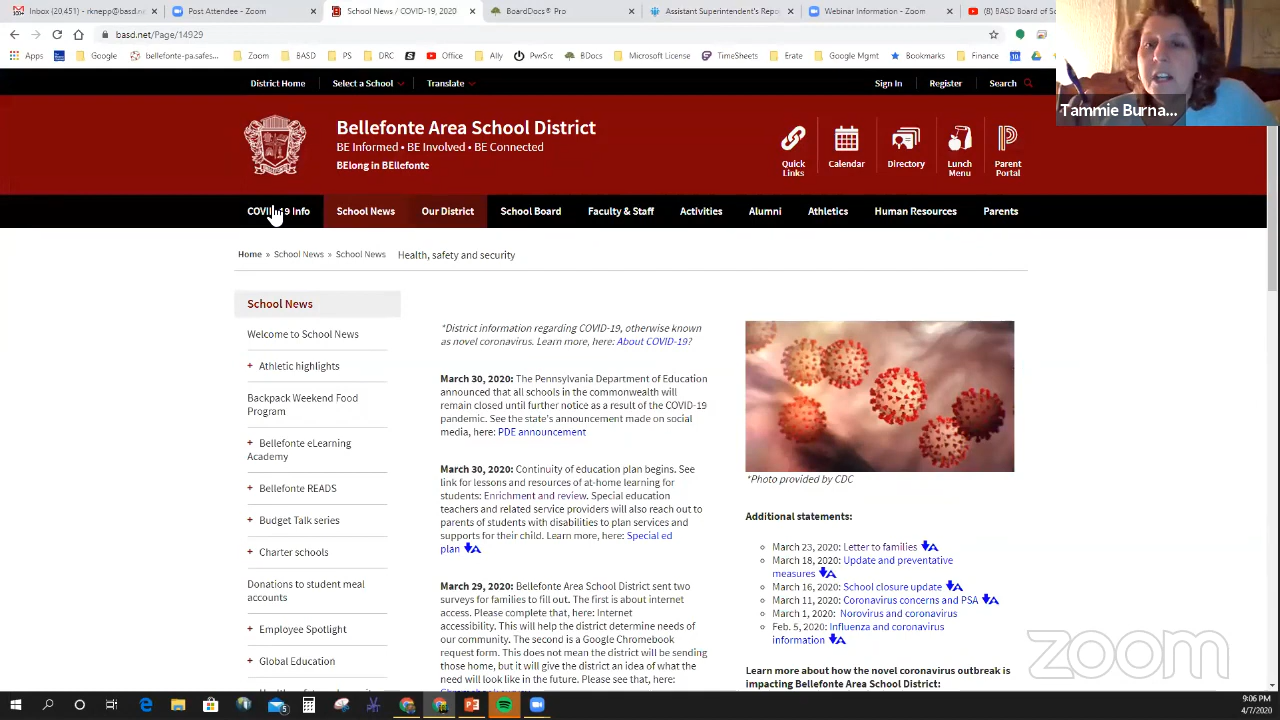 Inbox (20,451) - rknepp@basd.n
Post Attendee - Zoom
School News / COVID-19, 2020
BoardDocs® Pro
Assistant Superintendent's Repor
Webinar Information - Zoom
(8) BASD Board of Sc
basd.net/Page/14929
Apps
Google
bellefonte-pa.safes...
Zoom
BASD
PS
DRC
Office
Ally
PwrSrc
BDocs
Microsoft License
TimeSheets
Erate
Google Mgmt
Bookmarks
Finance
District Home
Select a School
Translate
Sign In
Register
Search
Tammie Burna...
Bellefonte Area School District
BE Informed • BE Involved • BE Connected
BElong in BEllefonte
Quick Links
Calendar
Directory
Lunch Menu
Parent Portal
COVID-19 Info
School News
Our District
School Board
Faculty & Staff
Activities
Alumni
Athletics
Human Resources
Parents
Home » School News » School News
Health, safety and security
School News
Welcome to School News
+ Athletic highlights
Backpack Weekend Food
Program
+ Bellefonte eLearning
Academy
+ Bellefonte READS
+ Budget Talk series
+ Charter schools
Donations to student meal
accounts
+ Employee Spotlight
+ Global Education
*District information regarding COVID-19, otherwise known
as novel coronavirus. Learn more, here: About COVID-19?
March 30, 2020: The Pennsylvania Department of Education
announced that all schools in the commonwealth will
remain closed until further notice as a result of the COVID-19
pandemic. See the state's announcement made on social
media, here: PDE announcement
March 30, 2020: Continuity of education plan begins. See
link for lessons and resources of at-home learning for
students: Enrichment and review. Special education
teachers and related service providers will also reach out to
parents of students with disabilities to plan services and
supports for their child. Learn more, here: Special ed
plan
March 29, 2020: Bellefonte Area School District sent two
surveys for families to fill out. The first is about internet
access. Please complete that, here: Internet
accessibility. This will help the district determine needs of
our community. The second is a Google Chromebook
request form. This does not mean the district will be sending
those home, but it will give the district an idea of what the
need will look like in the future. Please see that, here:
*Photo provided by CDC
Additional statements:
March 23, 2020: Letter to families
March 18, 2020: Update and preventative
measures
March 16, 2020: School closure update
March 11, 2020: Coronavirus concerns and PSA
March 1, 2020: Norovirus and coronavirus
Feb. 5, 2020: Influenza and coronavirus
information
Learn more about how the novel coronavirus outbreak is
impacting Bellefonte Area School District:
zoom
9:06 PM
4/7/2020